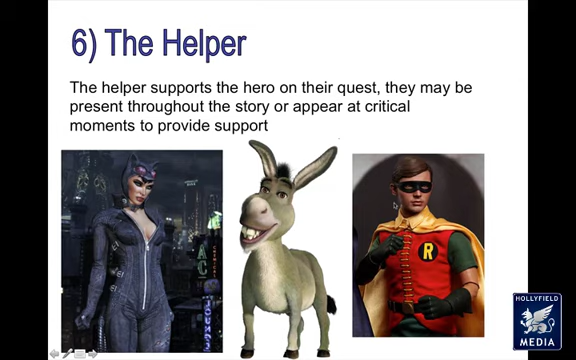 6) The Helper
The helper supports the hero on their quest, they may be
present throughout the story or appear at critical
moments to provide support
AC
R
HOLLYFIELD
MEDIA